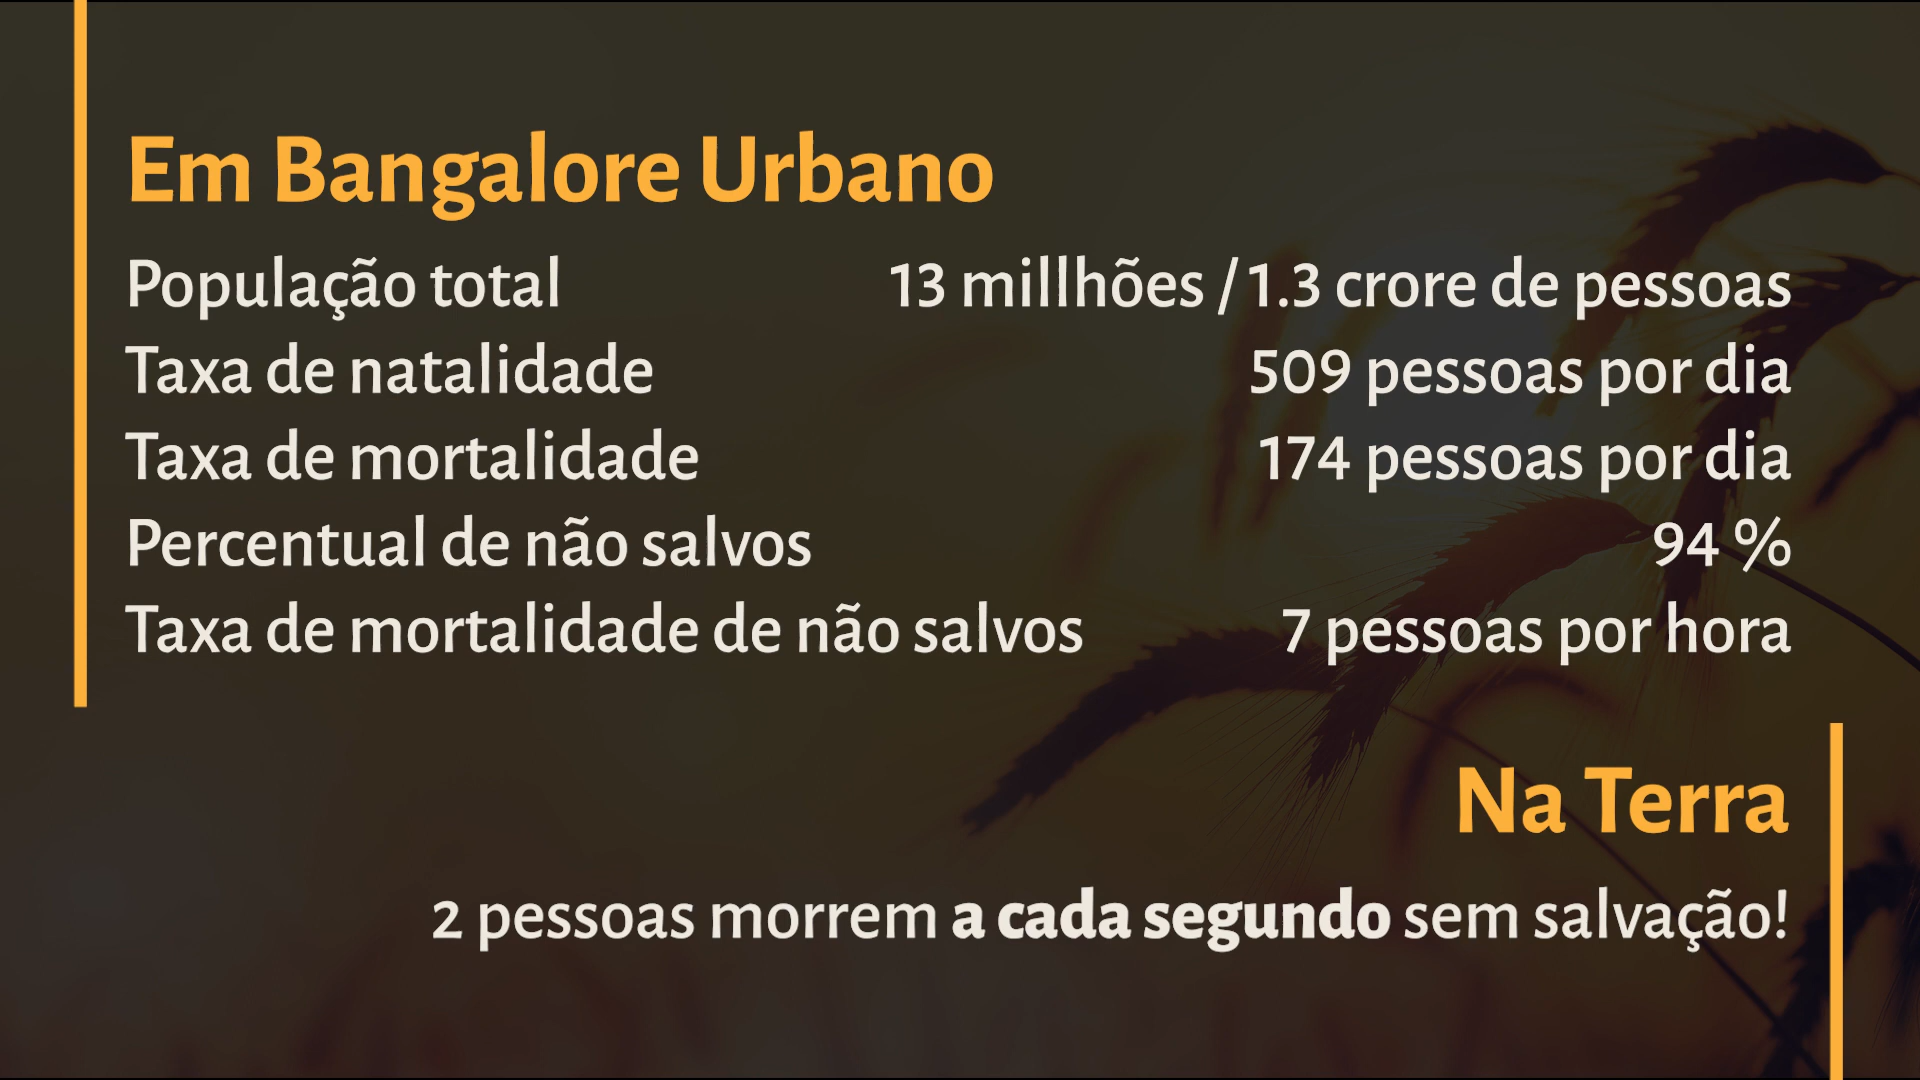 Em Bangalore Urbano
População total 13 millhões / 1.3 crore de pessoas
Taxa de natalidade 509 pessoas por dia
Taxa de mortalidade 174 pessoas por dia
Percentual de não salvos 94 %
Taxa de mortalidade de não salvos 7 pessoas por hora
Na Terra
2 pessoas morrem a cada segundo sem salvação!